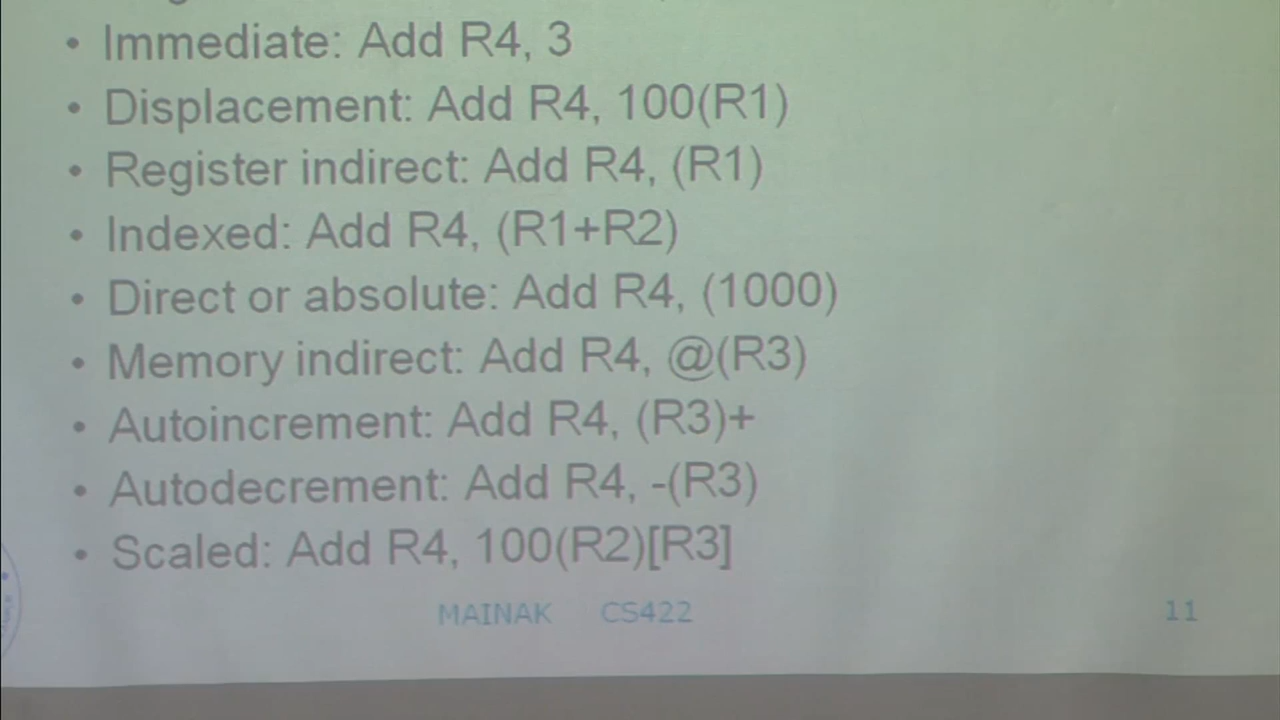 • Immediate: Add R4, 3
• Displacement: Add R4, 100(R1)
• Register indirect: Add R4, (R1)
• Indexed: Add R4, (R1+R2)
• Direct or absolute: Add R4, (1000)
• Memory indirect: Add R4, @(R3)
• Autoincrement: Add R4, (R3)+
• Autodecrement: Add R4, -(R3)
• Scaled: Add R4, 100(R2)[R3]
MAINAK CS422 11